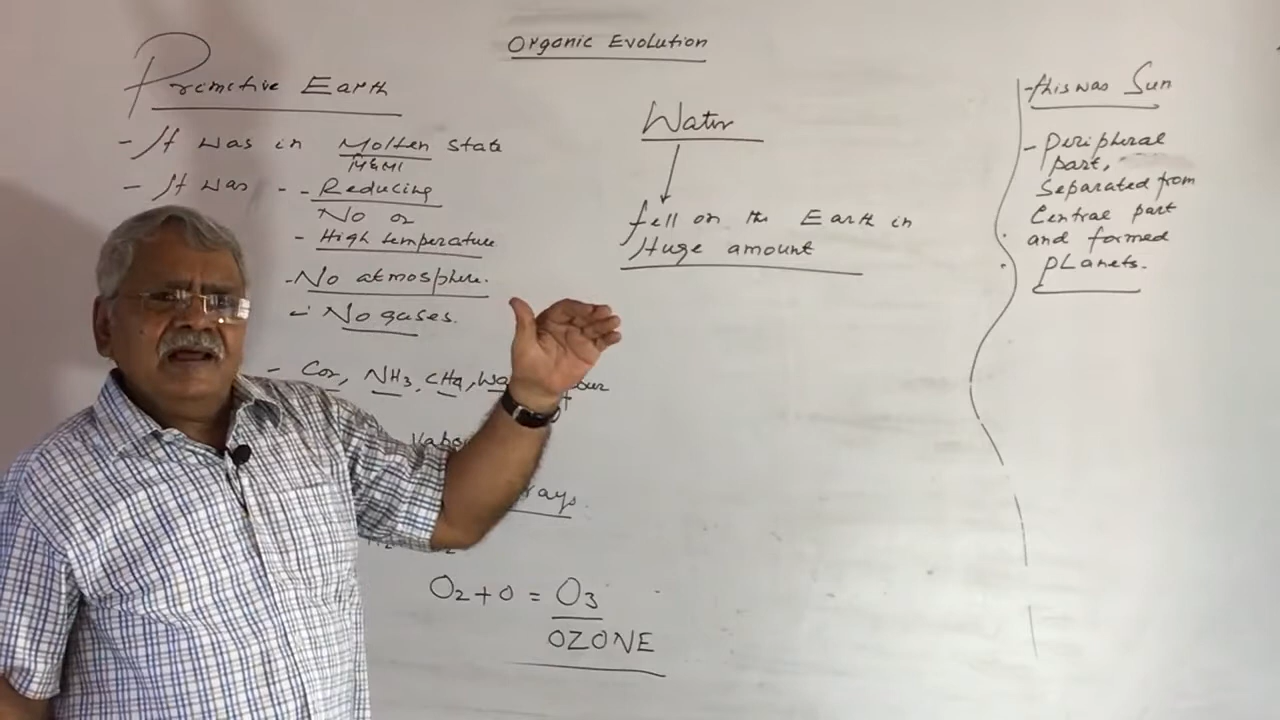 Organic Evolution
Primitive Earth
- It was in Molten state
- It was - - Reducing
No O2
- High temperature
- No atmosphere.
- No gases.
- CO2, NH3, CH4,
rays.
O2 + O = O3
OZONE
Water
fell on the Earth in
Huge amount
- this was Sun
- Peripheral
part,
Separated from
Central part
and formed
planets.